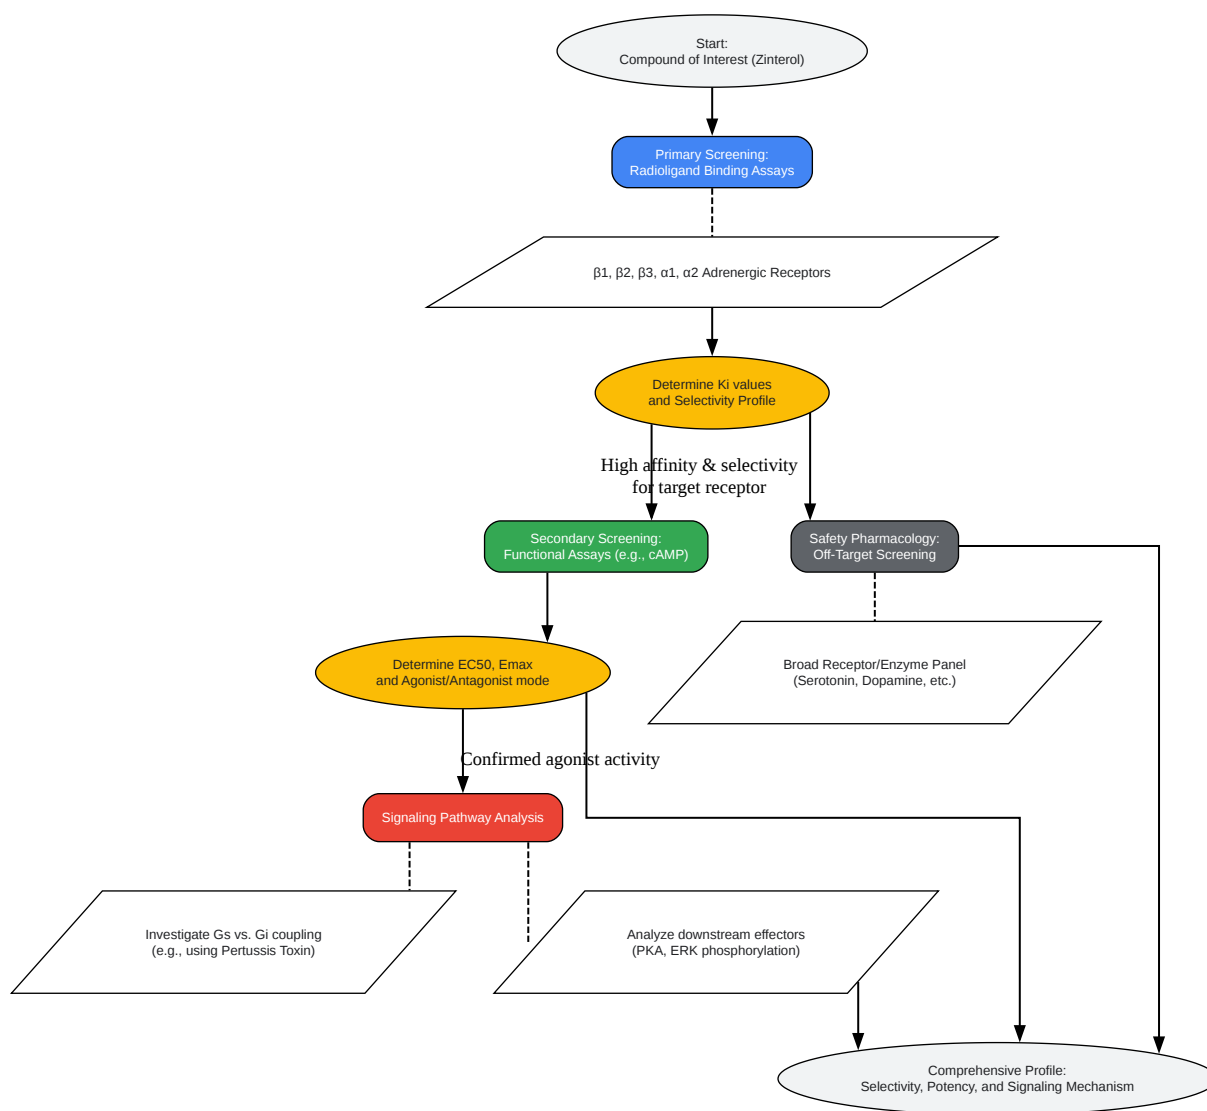 Start:
Compound of Interest (Zinterol)
Primary Screening:
Radioligand Binding Assays
β1, β2, β3, α1, α2 Adrenergic Receptors
Determine Ki values
and Selectivity Profile
High affinity & selectivity
for target receptor
Secondary Screening:
Functional Assays (e.g., cAMP)
Safety Pharmacology:
Off-Target Screening
Determine EC50, Emax
and Agonist/Antagonist mode
Broad Receptor/Enzyme Panel
(Serotonin, Dopamine, etc.)
Confirmed agonist activity
Signaling Pathway Analysis
Investigate Gs vs. Gi coupling
(e.g., using Pertussis Toxin)
Analyze downstream effectors
(PKA, ERK phosphorylation)
Comprehensive Profile:
Selectivity, Potency, and Signaling Mechanism